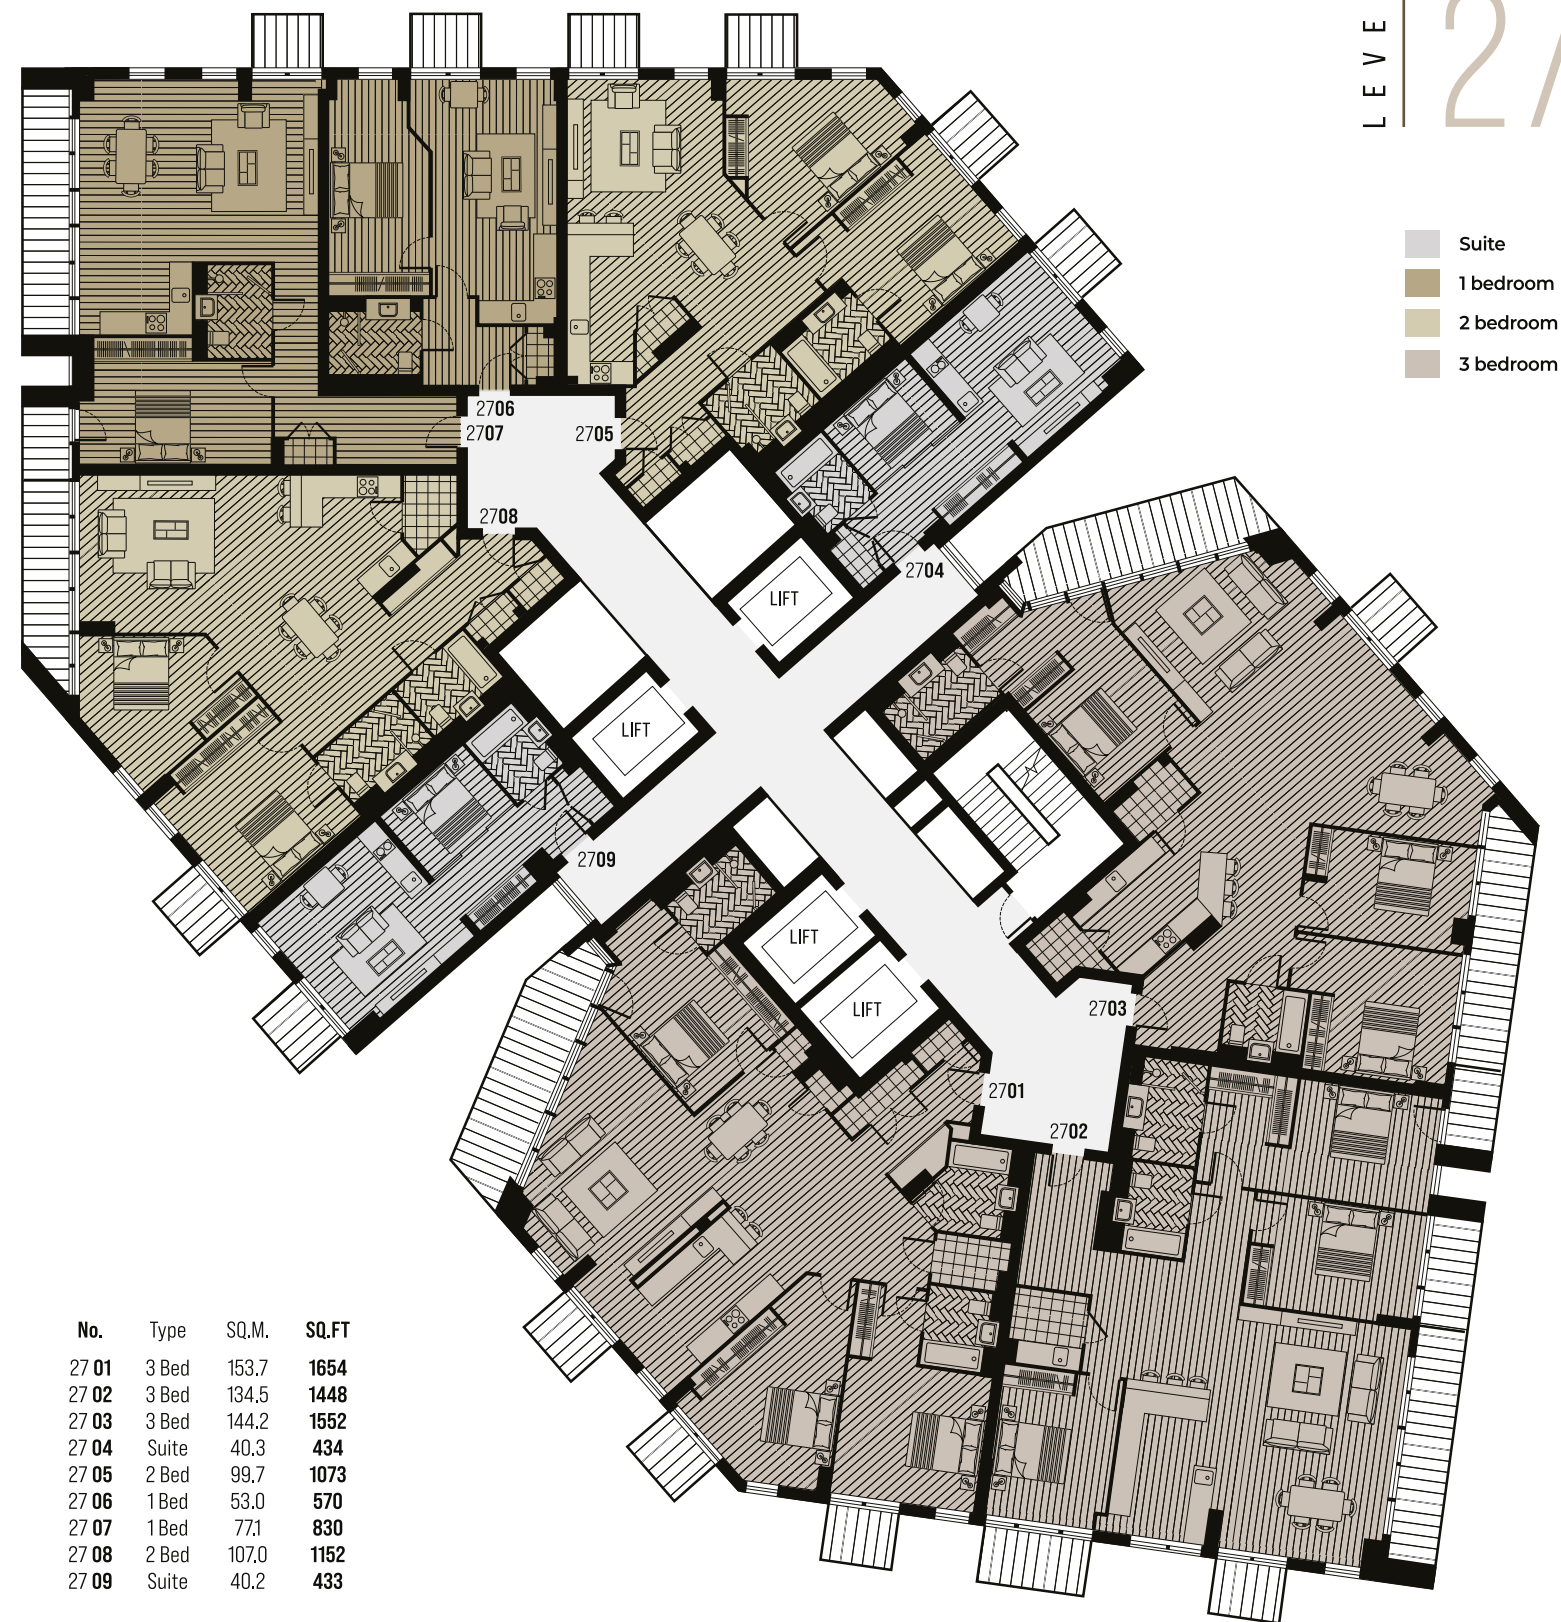 LEVE
27
Suite
1 bedroom
2 bedroom
3 bedroom
2706
2707
2705
2708
2704
LIFT
LIFT
2709
LIFT
LIFT
2703
2701
2702
No. Type SQ.M. SQ.FT
27 01 3 Bed 153.7 1654
27 02 3 Bed 134.5 1448
27 03 3 Bed 144.2 1552
27 04 Suite 40.3 434
27 05 2 Bed 99.7 1073
27 06 1 Bed 53.0 570
27 07 1 Bed 77.1 830
27 08 2 Bed 107.0 1152
27 09 Suite 40.2 433